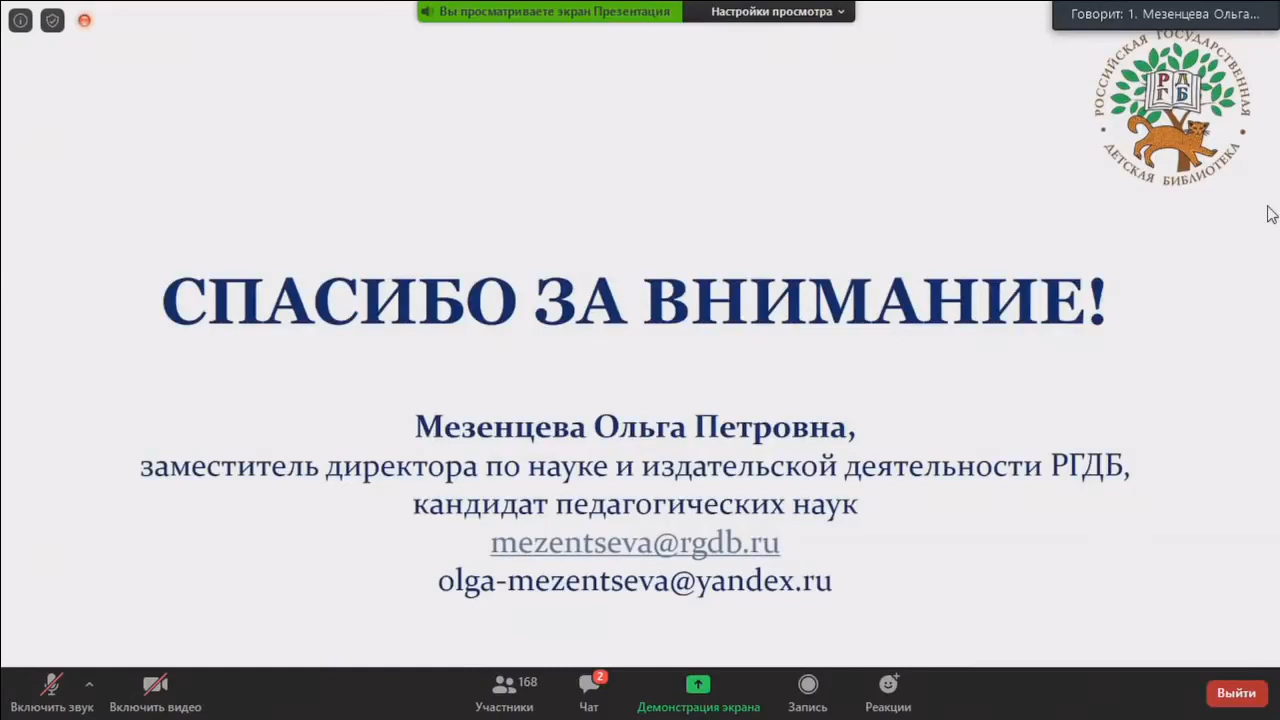 Вы просматриваете экран Презентация
Настройки просмотра
Говорит: 1. Мезенцева Ольга...
РОССИЙСКАЯ ГОСУДАРСТВЕННАЯ
РГДБ
ДЕТСКАЯ БИБЛИОТЕКА
СПАСИБО ЗА ВНИМАНИЕ!
Мезенцева Ольга Петровна,
заместитель директора по науке и издательской деятельности РГДБ,
кандидат педагогических наук
mezentseva@rgdb.ru
olga-mezentseva@yandex.ru
168
2
Включить звук
Включить видео
Участники
Чат
Демонстрация экрана
Запись
Реакции
Выйти